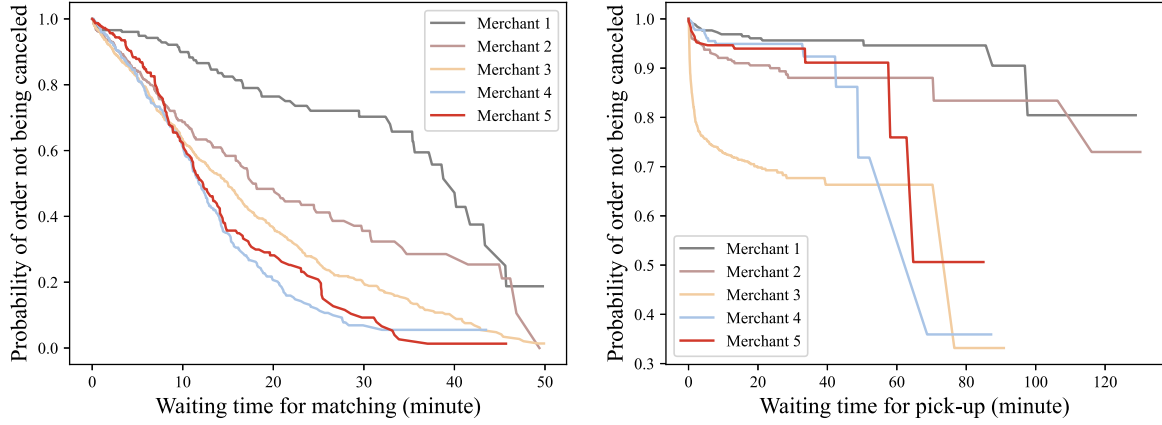 Probability of order not being canceled
1.0
0.8
0.6
0.4
0.2
0.0
0
10
20
30
40
50
Waiting time for matching (minute)
Merchant 1
Merchant 2
Merchant 3
Merchant 4
Merchant 5
Probability of order not being canceled
1.0
0.9
0.8
0.7
0.6
0.5
0.4
0.3
0
20
40
60
80
100
120
Waiting time for pick-up (minute)
Merchant 1
Merchant 2
Merchant 3
Merchant 4
Merchant 5